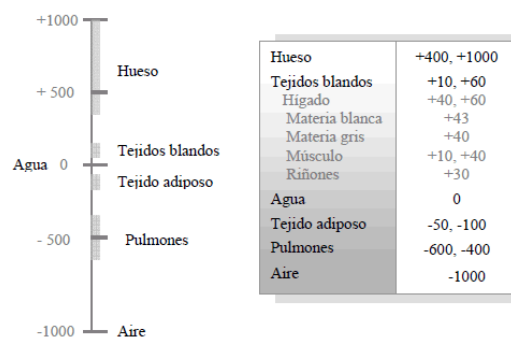 +1000
Hueso
+ 500
Tejidos blandos
Agua 0
Tejido adiposo
- 500
Pulmones
-1000 Aire
Hueso +400, +1000
Tejidos blandos +10, +60
Hígado +40, +60
Materia blanca +43
Materia gris +40
Músculo +10, +40
Riñones +30
Agua 0
Tejido adiposo -50, -100
Pulmones -600, -400
Aire -1000